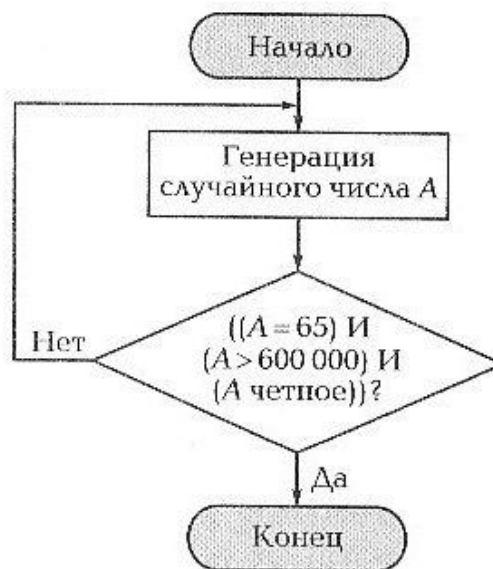 Начало
Генерация
случайного числа A
((A = 65) И
(A > 600 000) И
(A четное))?
Нет
Да
Конец